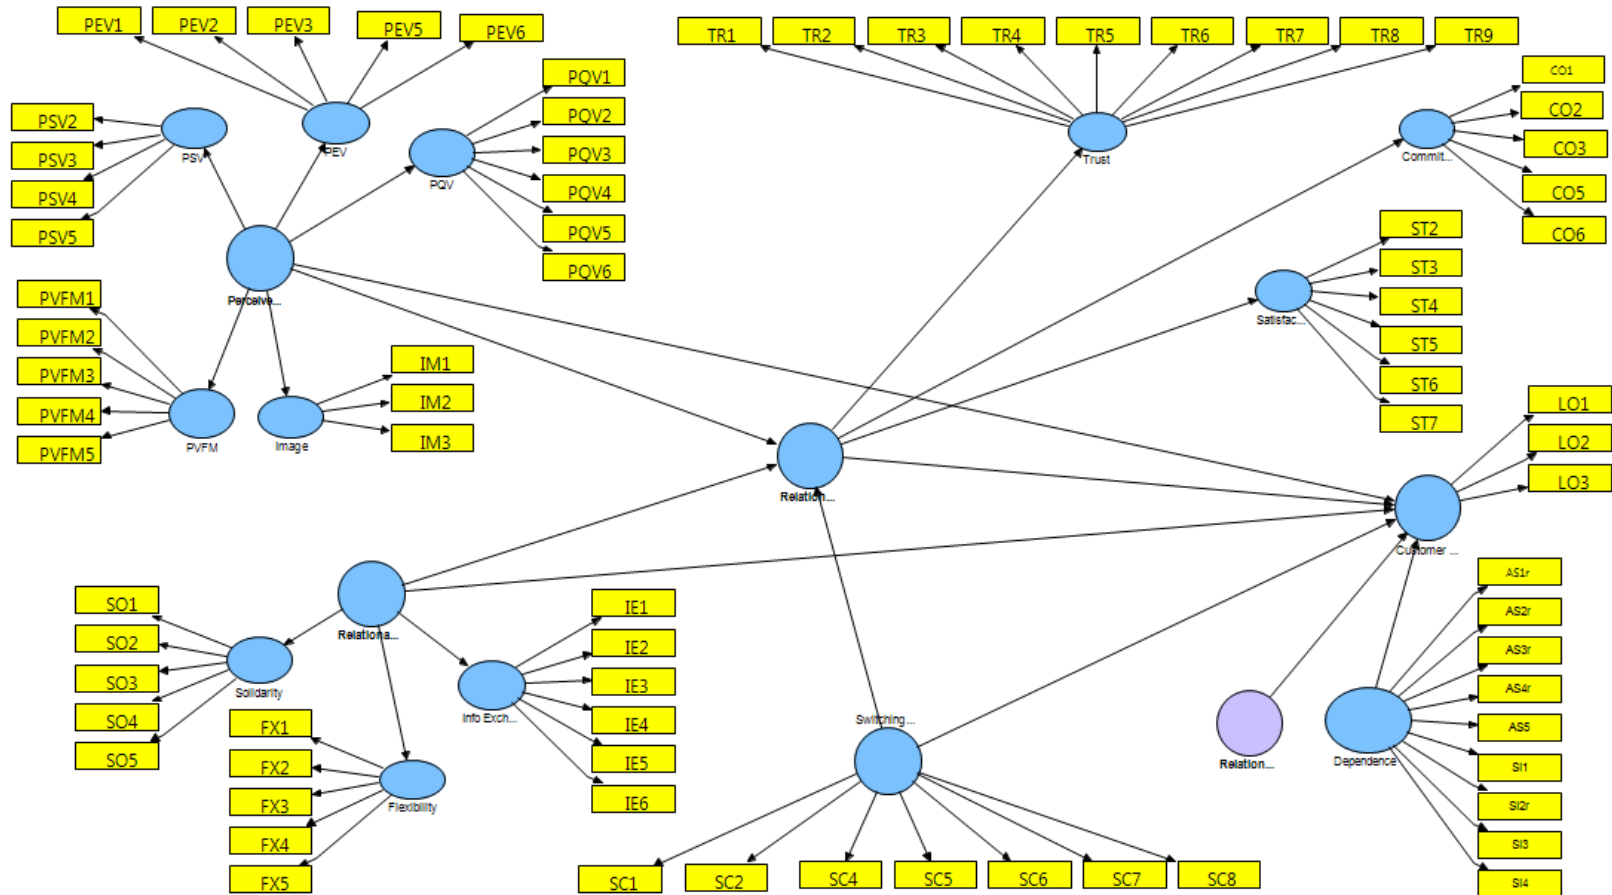 PEV1
PEV2
PEV3
PEV5
PEV6
TR1
TR2
TR3
TR4
TR5
TR6
TR7
TR8
TR9
PSV2
PSV3
PSV4
PSV5
PSV
PEV
PQV
PQV1
PQV2
PQV3
PQV4
PQV5
PQV6
Trust
Commit...
CO1
CO2
CO3
CO5
CO6
Perceive...
Satisfac...
ST2
ST3
ST4
ST5
ST6
ST7
PVFM1
PVFM2
PVFM3
PVFM4
PVFM5
PVFM
Image
IM1
IM2
IM3
Relation...
LO1
LO2
LO3
Customer ...
Relationa...
SO1
SO2
SO3
SO4
SO5
Solidarity
Info Exch...
IE1
IE2
IE3
IE4
IE5
IE6
FX1
FX2
FX3
FX4
FX5
Flexibility
Switching ...
SC1
SC2
SC4
SC5
SC6
SC7
SC8
Relation...
Dependence
AS1r
AS2r
AS3r
AS4r
AS5
SI1
SI2r
SI3
SI4